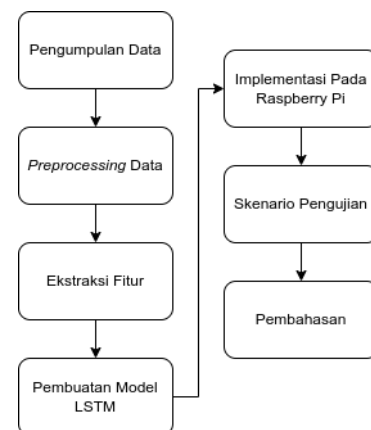 Pengumpulan Data
Preprocessing Data
Ekstraksi Fitur
Pembuatan Model
LSTM
Implementasi Pada
Raspberry Pi
Skenario Pengujian
Pembahasan